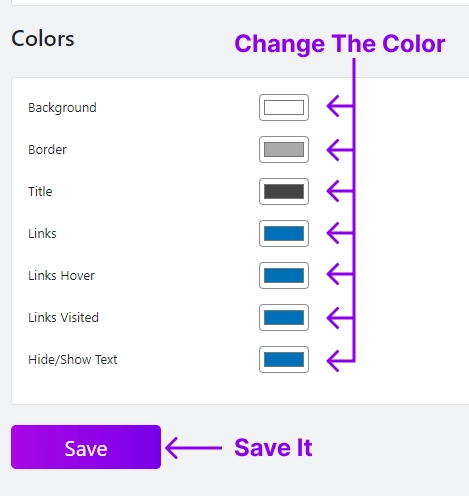 Colors
Change The Color
Background
Border
Title
Links
Links Hover
Links Visited
Hide/Show Text
Save
Save It